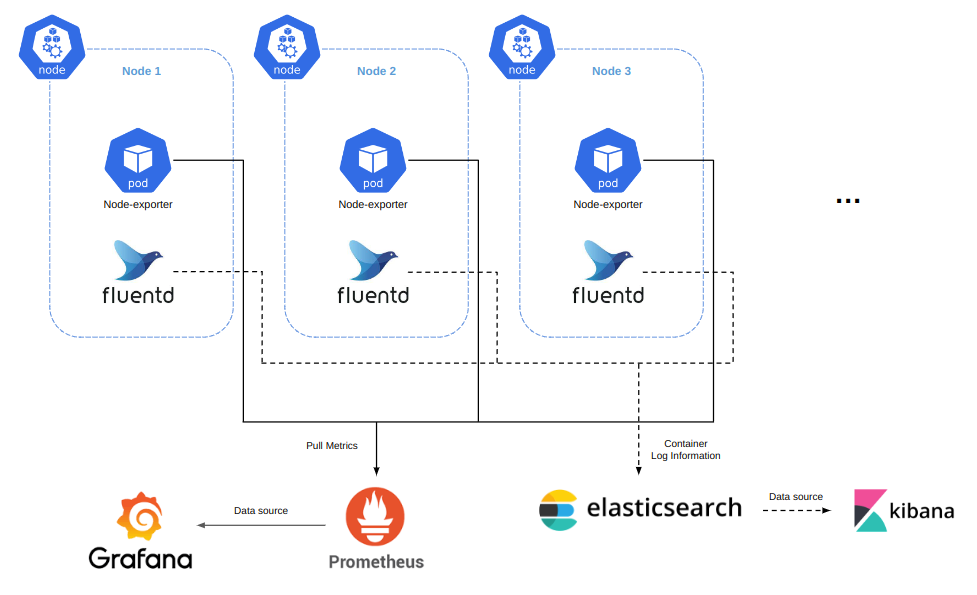 node
Node 1
node
Node 2
node
Node 3
pod
Node-exporter
pod
Node-exporter
pod
Node-exporter
...
fluentd
fluentd
fluentd
Pull Metrics
Container
Log Information
Grafana
Data source
Prometheus
elasticsearch
Data source
kibana